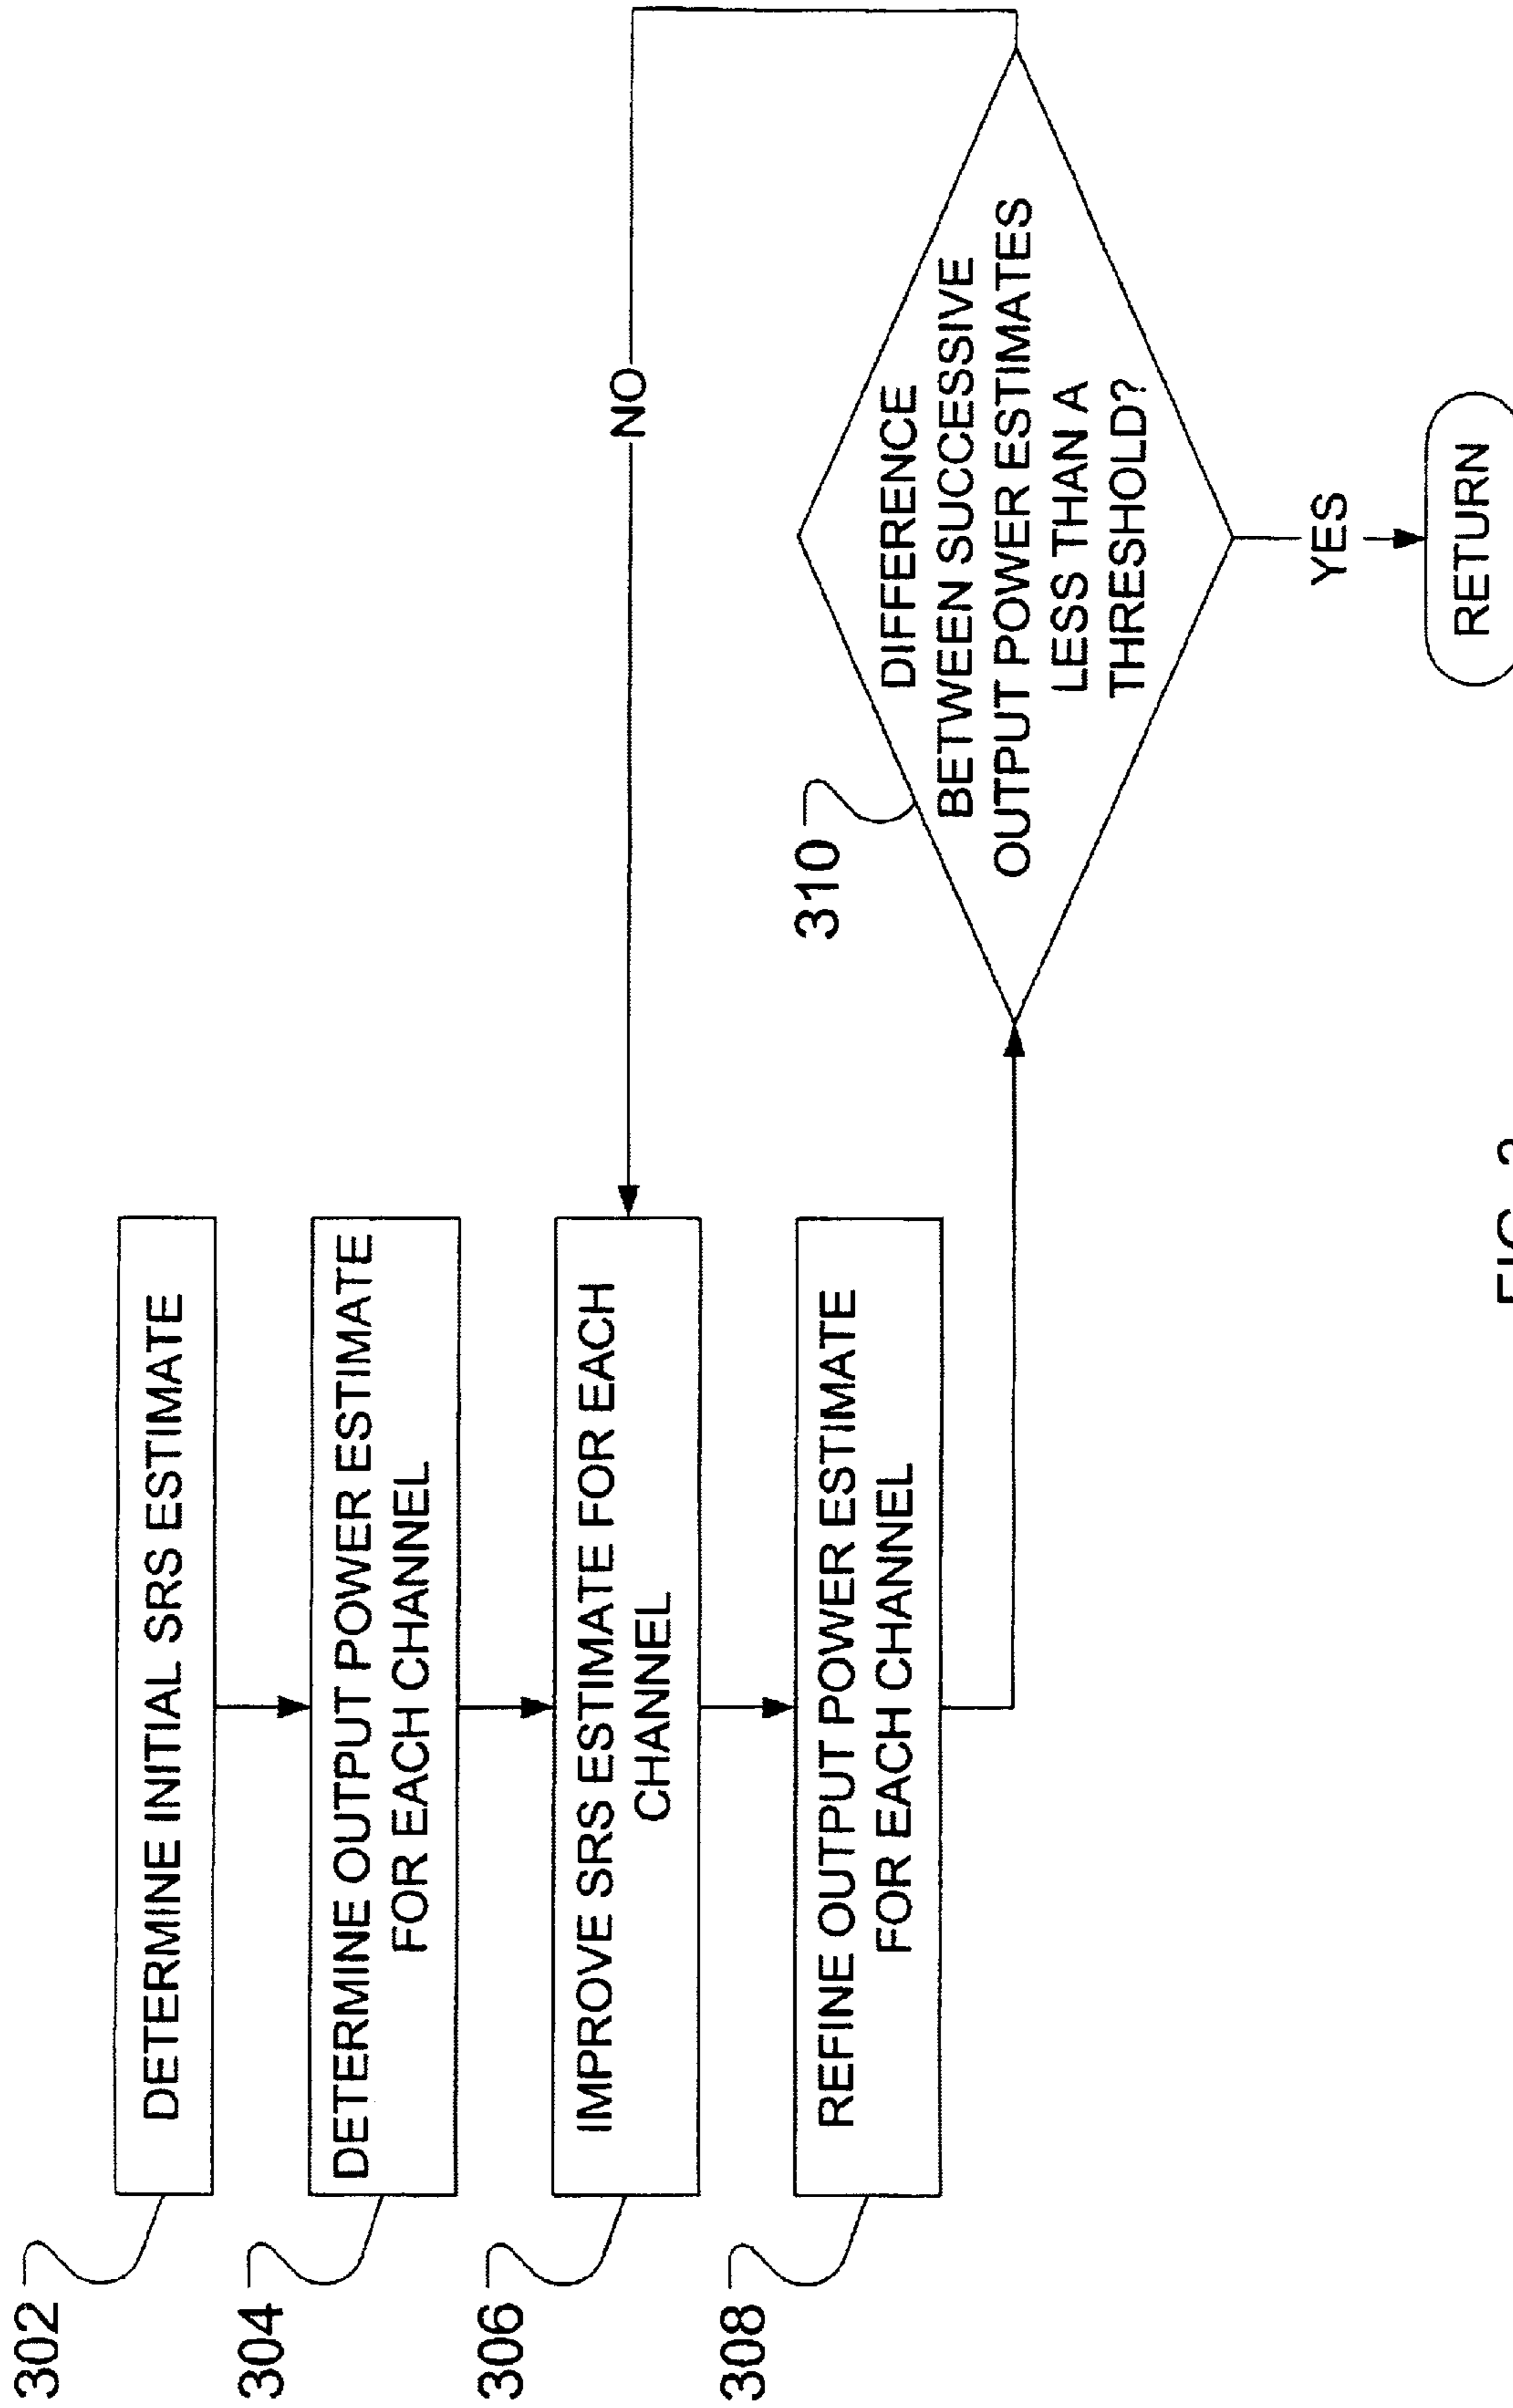 302
DETERMINE INITIAL SRS ESTIMATE
304
DETERMINE OUTPUT POWER ESTIMATE
FOR EACH CHANNEL
306
IMPROVE SRS ESTIMATE FOR EACH
CHANNEL
NO
308
REFINE OUTPUT POWER ESTIMATE
FOR EACH CHANNEL
310
DIFFERENCE
BETWEEN SUCCESSIVE
OUTPUT POWER ESTIMATES
LESS THAN A
THRESHOLD?
YES
RETURN
FIG.